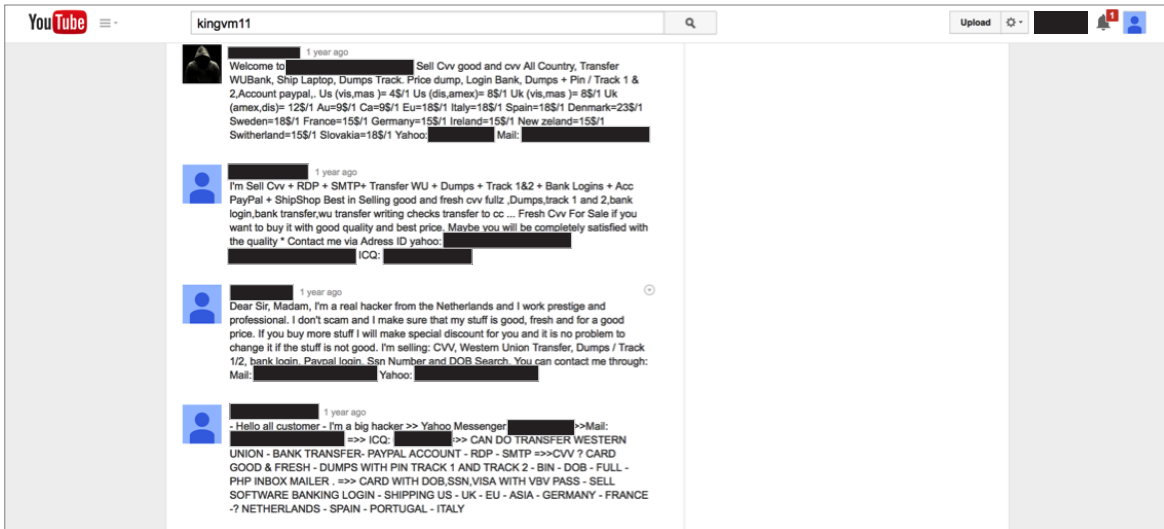 YouTube
kingvm11
Upload
1
1 year ago
Welcome to Sell Cvv good and cvv All Country, Transfer
WUBank, Ship Laptop, Dumps Track. Price dump, Login Bank, Dumps + Pin / Track 1 &
2,Account paypal,. Us (vis,mas )= 4$/1 Us (dis,amex)= 8$/1 Uk (vis,mas )= 8$/1 Uk
(amex,dis)= 12$/1 Au=9$/1 Ca=9$/1 Eu=18$/1 Italy=18$/1 Spain=18$/1 Denmark=23$/1
Sweden=18$/1 France=15$/1 Germany=15$/1 Ireland=15$/1 New zeland=15$/1
Switherland=15$/1 Slovakia=18$/1 Yahoo: Mail:
1 year ago
I'm Sell Cvv + RDP + SMTP+ Transfer WU + Dumps + Track 1&2 + Bank Logins + Acc
PayPal + ShipShop Best in Selling good and fresh cvv fullz ,Dumps,track 1 and 2,bank
login,bank transfer,wu transfer writing checks transfer to cc ... Fresh Cvv For Sale if you
want to buy it with good quality and best price. Maybe you will be completely satisfied with
the quality * Contact me via Adress ID yahoo:
ICQ:
1 year ago
Dear Sir, Madam, I'm a real hacker from the Netherlands and I work prestige and
professional. I don't scam and I make sure that my stuff is good, fresh and for a good
price. If you buy more stuff I will make special discount for you and it is no problem to
change it if the stuff is not good. I'm selling: CVV, Western Union Transfer, Dumps / Track
1/2, bank login, Paypal login, Ssn Number and DOB Search. You can contact me through:
Mail: Yahoo:
1 year ago
- Hello all customer - I'm a big hacker >> Yahoo Messenger >>Mail:
=>> ICQ: >> CAN DO TRANSFER WESTERN
UNION - BANK TRANSFER- PAYPAL ACCOUNT - RDP - SMTP =>>CVV ? CARD
GOOD & FRESH - DUMPS WITH PIN TRACK 1 AND TRACK 2 - BIN - DOB - FULL -
PHP INBOX MAILER . =>> CARD WITH DOB,SSN,VISA WITH VBV PASS - SELL
SOFTWARE BANKING LOGIN - SHIPPING US - UK - EU - ASIA - GERMANY - FRANCE
-? NETHERLANDS - SPAIN - PORTUGAL - ITALY